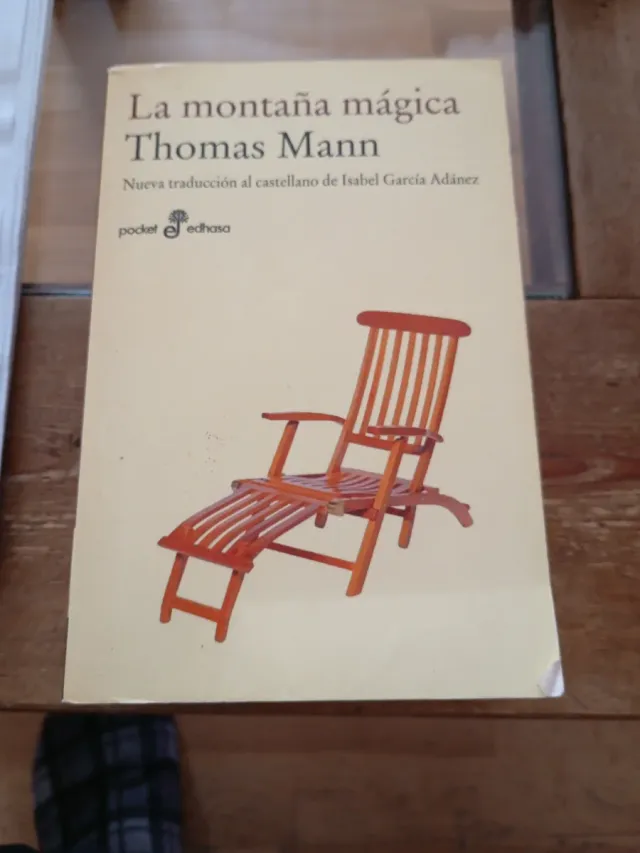 La montaña mágica
Thomas Mann
Nueva traducción al castellano de Isabel García Adánez
pocket edhasa